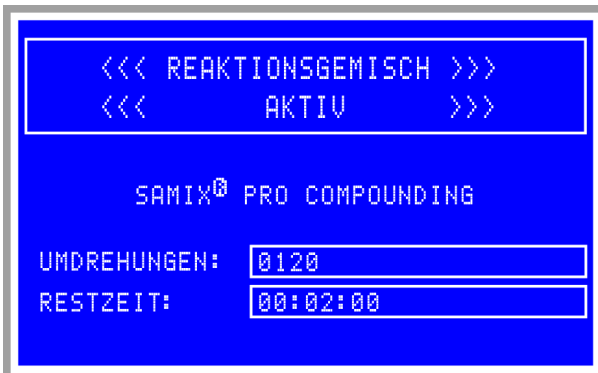 <<< REAKTIONSGEMISCH >>>
<<< AKTIV >>>
SAMIX® PRO COMPOUNDING
UMDREHUNGEN: 0120
RESTZEIT: 00:02:00